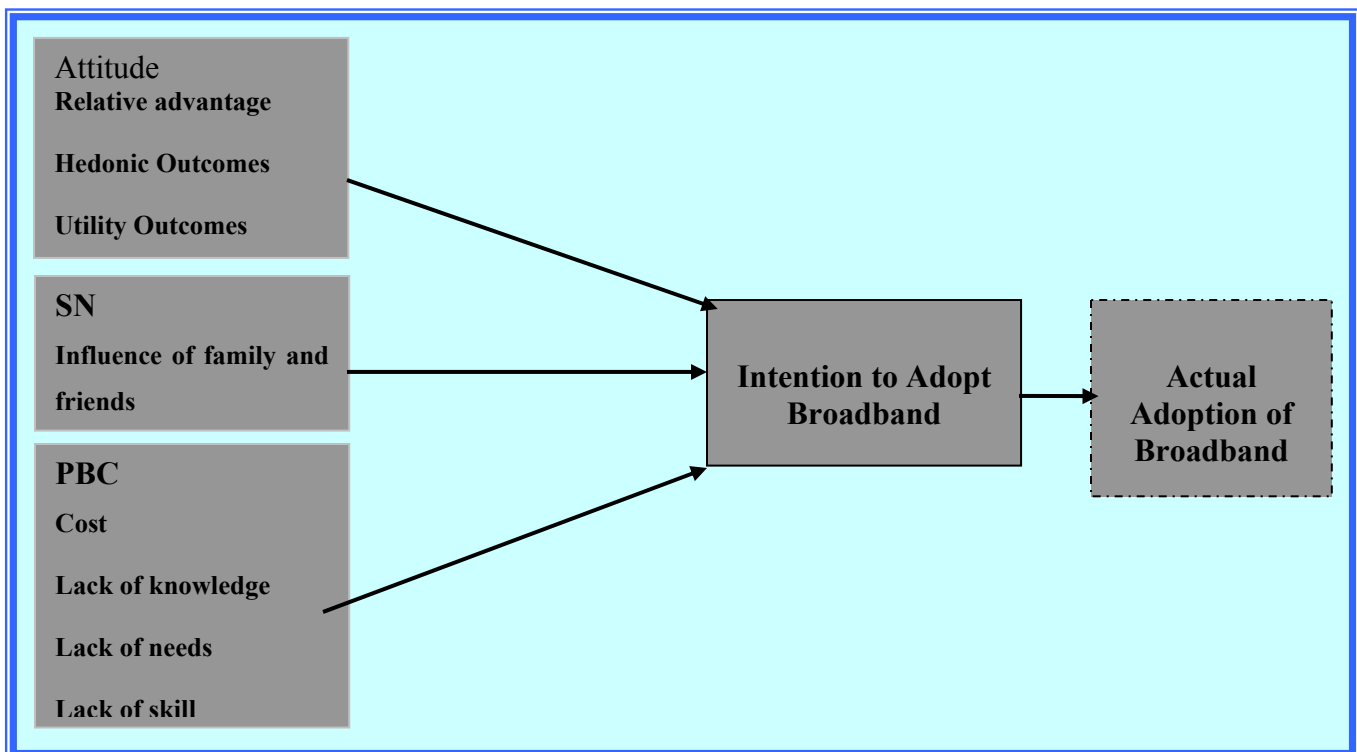 Attitude
Relative advantage
Hedonic Outcomes
Utility Outcomes
SN
Influence of family and
friends
PBC
Cost
Lack of knowledge
Lack of needs
Lack of skill
Intention to Adopt
Broadband
Actual
Adoption of
Broadband